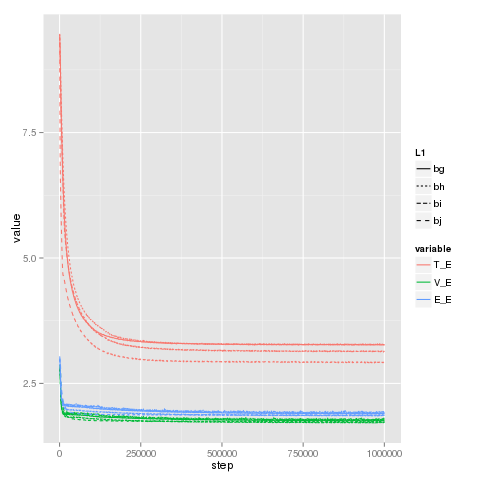 7.5
5.0
2.5
value
0
250000
500000
750000
1000000
step
L1
bg
bh
bi
bj
variable
T_E
V_E
E_E